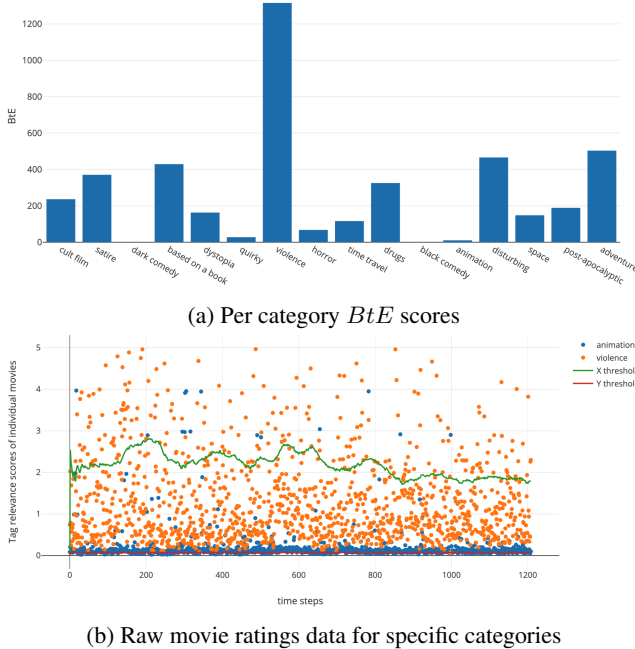 1200
1000
800
600
400
200
0
BtE
cult film
satire
dark comedy
based on a book
dystopia
quirky
violence
horror
time travel
drugs
black comedy
animation
disturbing
space
post-apocalyptic
adventure
(a) Per category BtE scores
5
4
3
2
1
0
Tag relevance scores of individual movies
animation
violence
X threshol
Y threshol
0 200 400 600 800 1000 1200
time steps
(b) Raw movie ratings data for specific categories